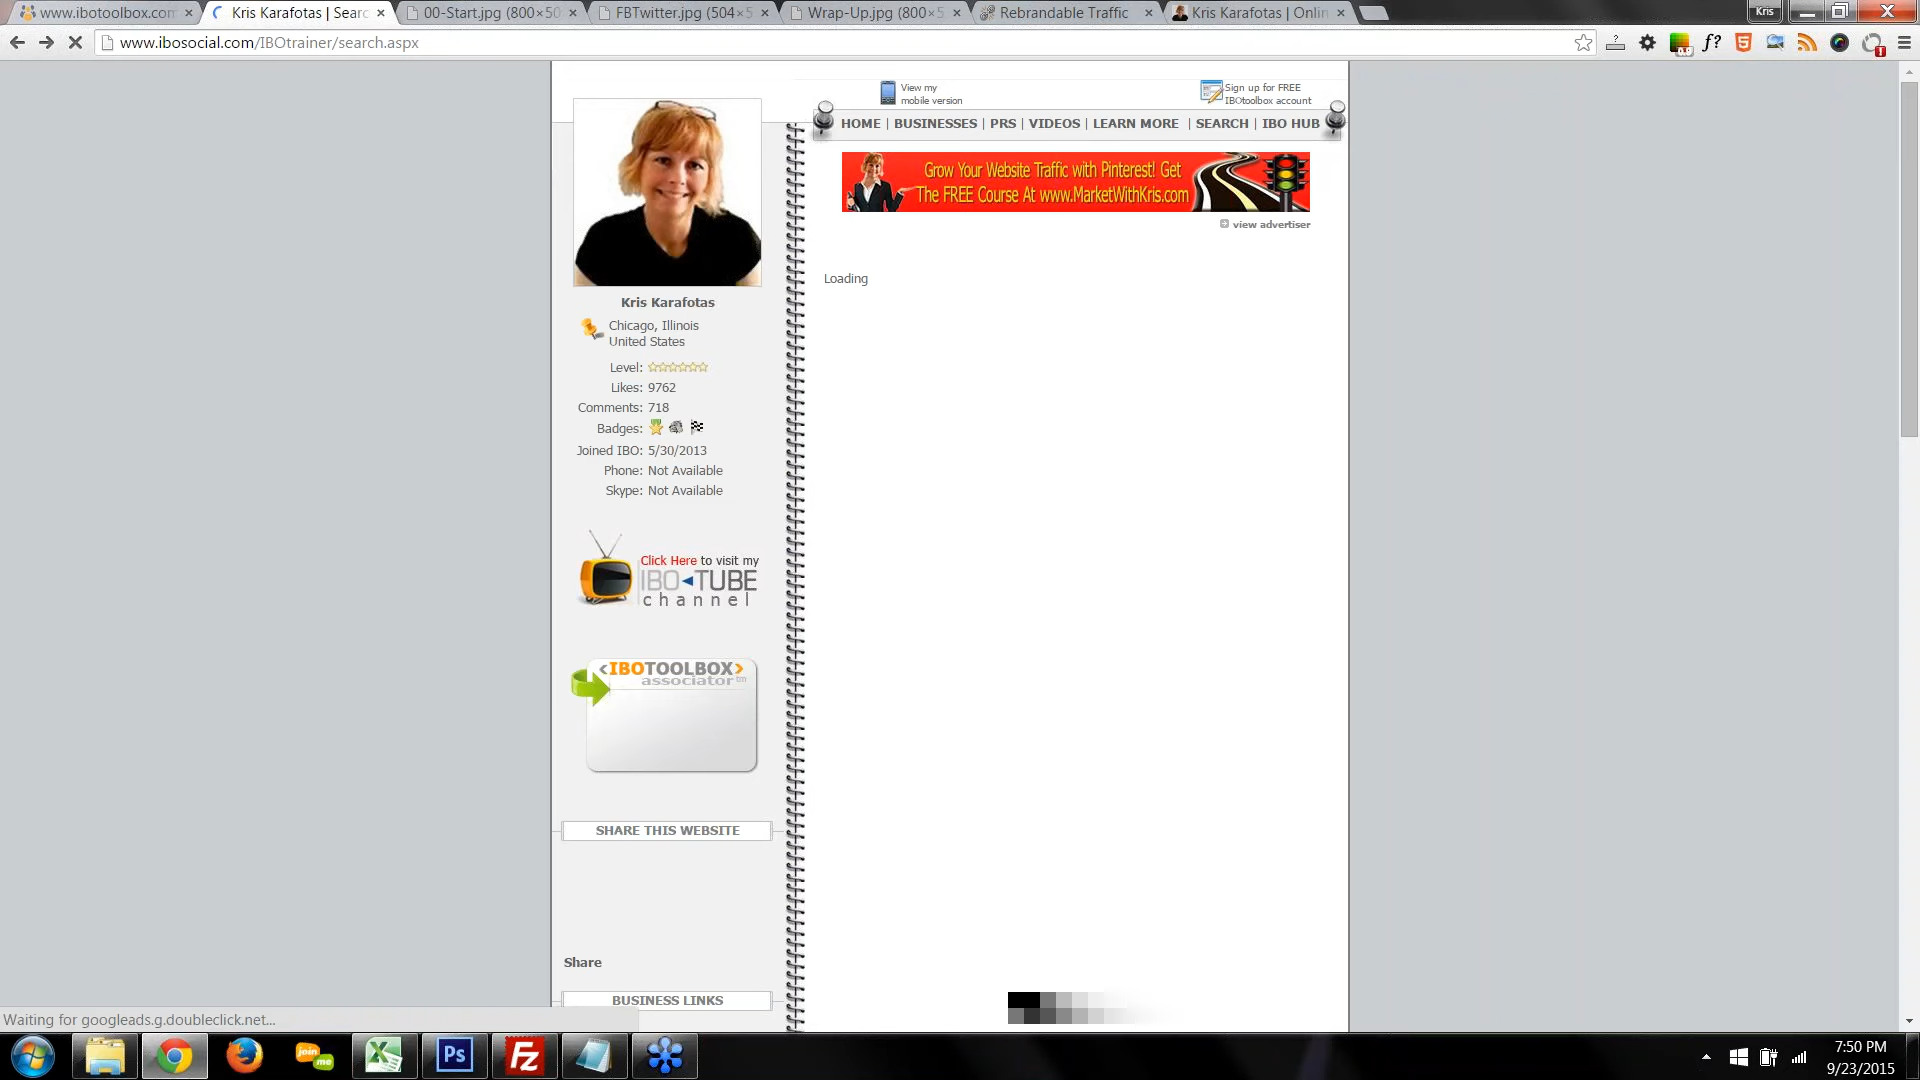 www.ibotoolbox.com
Kris Karafotas | Searc
00-Start.jpg (800×50
FBTwitter.jpg (504×5
Wrap-Up.jpg (800×5
Rebrandable Traffic
Kris Karafotas | Onlin
Kris
www.ibosocial.com/IBOtrainer/search.aspx
f?
View my
mobile version
Sign up for FREE
IBOtoolbox account
HOME | BUSINESSES | PRS | VIDEOS | LEARN MORE | SEARCH | IBO HUB
Grow Your Website Traffic with Pinterest! Get
The FREE Course At www.MarketWithKris.com
view advertiser
Loading
Kris Karafotas
Chicago, Illinois
United States
Level:
Likes: 9762
Comments: 718
Badges:
Joined IBO: 5/30/2013
Phone: Not Available
Skype: Not Available
Click Here to visit my
IBO TUBE
channel
<IBOTOOLBOX>
associator tm
SHARE THIS WEBSITE
Share
BUSINESS LINKS
Waiting for googleads.g.doubleclick.net...
join
me
Ps
Fz
7:50 PM
9/23/2015